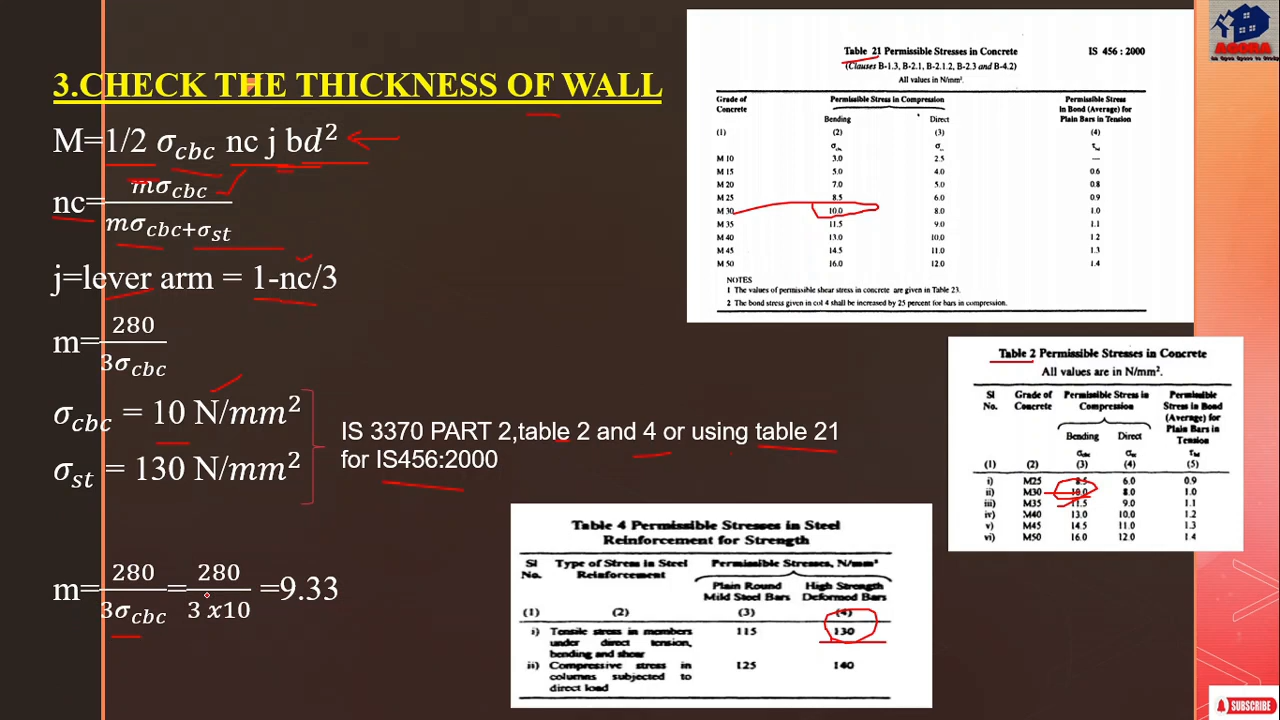 3.CHECK THE THICKNESS OF WALL
M=1/2 σcbc nc j bd²
nc= mσcbc / mσcbc+σst
j=lever arm = 1-nc/3
m= 280 / 3σcbc
σcbc = 10 N/mm²
σst = 130 N/mm²
IS 3370 PART 2,table 2 and 4 or using table 21
for IS456:2000
m= 280 / 3σcbc = 280 / 3 x10 =9.33
Table 21 Permissible Stresses in Concrete IS 456 : 2000
(Clauses B-1.3, B-2.1, B-2.1.2, B-2.3 and B-4.2)
All values in N/mm².
Grade of Permissible Stress in Compression Permissible Stress
Concrete in Bond (Average) for
Bending Direct Plain Bars in Tension
(1) (2) (3) (4)
M 10 3.0 2.5 —
M 15 5.0 4.0 0.6
M 20 7.0 5.0 0.8
M 25 8.5 6.0 0.9
M 30 10.0 8.0 1.0
M 35 11.5 9.0 1.1
M 40 13.0 10.0 1.2
M 45 14.5 11.0 1.3
M 50 16.0 12.0 1.4
NOTES
1 The values of permissible shear stress in concrete are given in Table 23.
2 The bond stress given in col 4 shall be increased by 25 percent for bars in compression.
Table 2 Permissible Stresses in Concrete
All values are in N/mm².
Sl Grade of Permissible Stress in Permissible
No. Concrete Compression Stress in Bond
(Average) for
Plain Bars in
Bending Direct Tension
(1) (2) (3) (4) (5)
i) M25 8.5 6.0 0.9
ii) M30 10.0 8.0 1.0
iii) M35 11.5 9.0 1.1
iv) M40 13.0 10.0 1.2
v) M45 14.5 11.0 1.3
vi) M50 16.0 12.0 1.4
Table 4 Permissible Stresses in Steel
Reinforcement for Strength
Sl Type of Stress in Steel Permissible Stresses, N/mm²
No. Reinforcement
Plain Round High Strength
Mild Steel Bars Deformed Bars
(1) (2) (3) (4)
i) Tensile stress in members 115 130
under direct tension,
bending and shear
ii) Compressive stress in 125 140
columns subjected to
direct load
AGORA
SUBSCRIBE